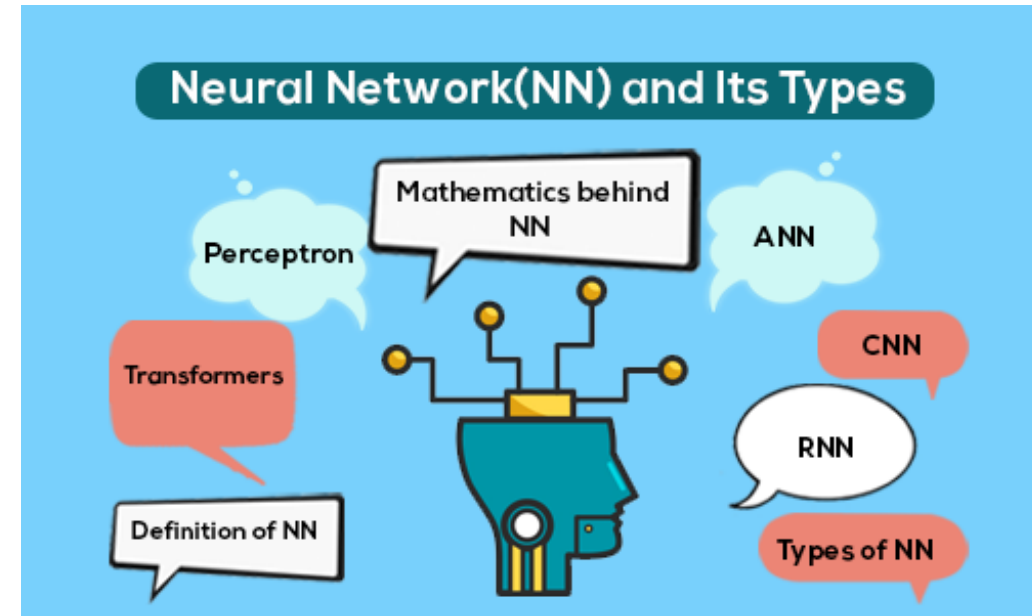 Neural Network(NN) and Its Types
Mathematics behind
NN
Perceptron
ANN
Transformers
CNN
RNN
Definition of NN
Types of NN